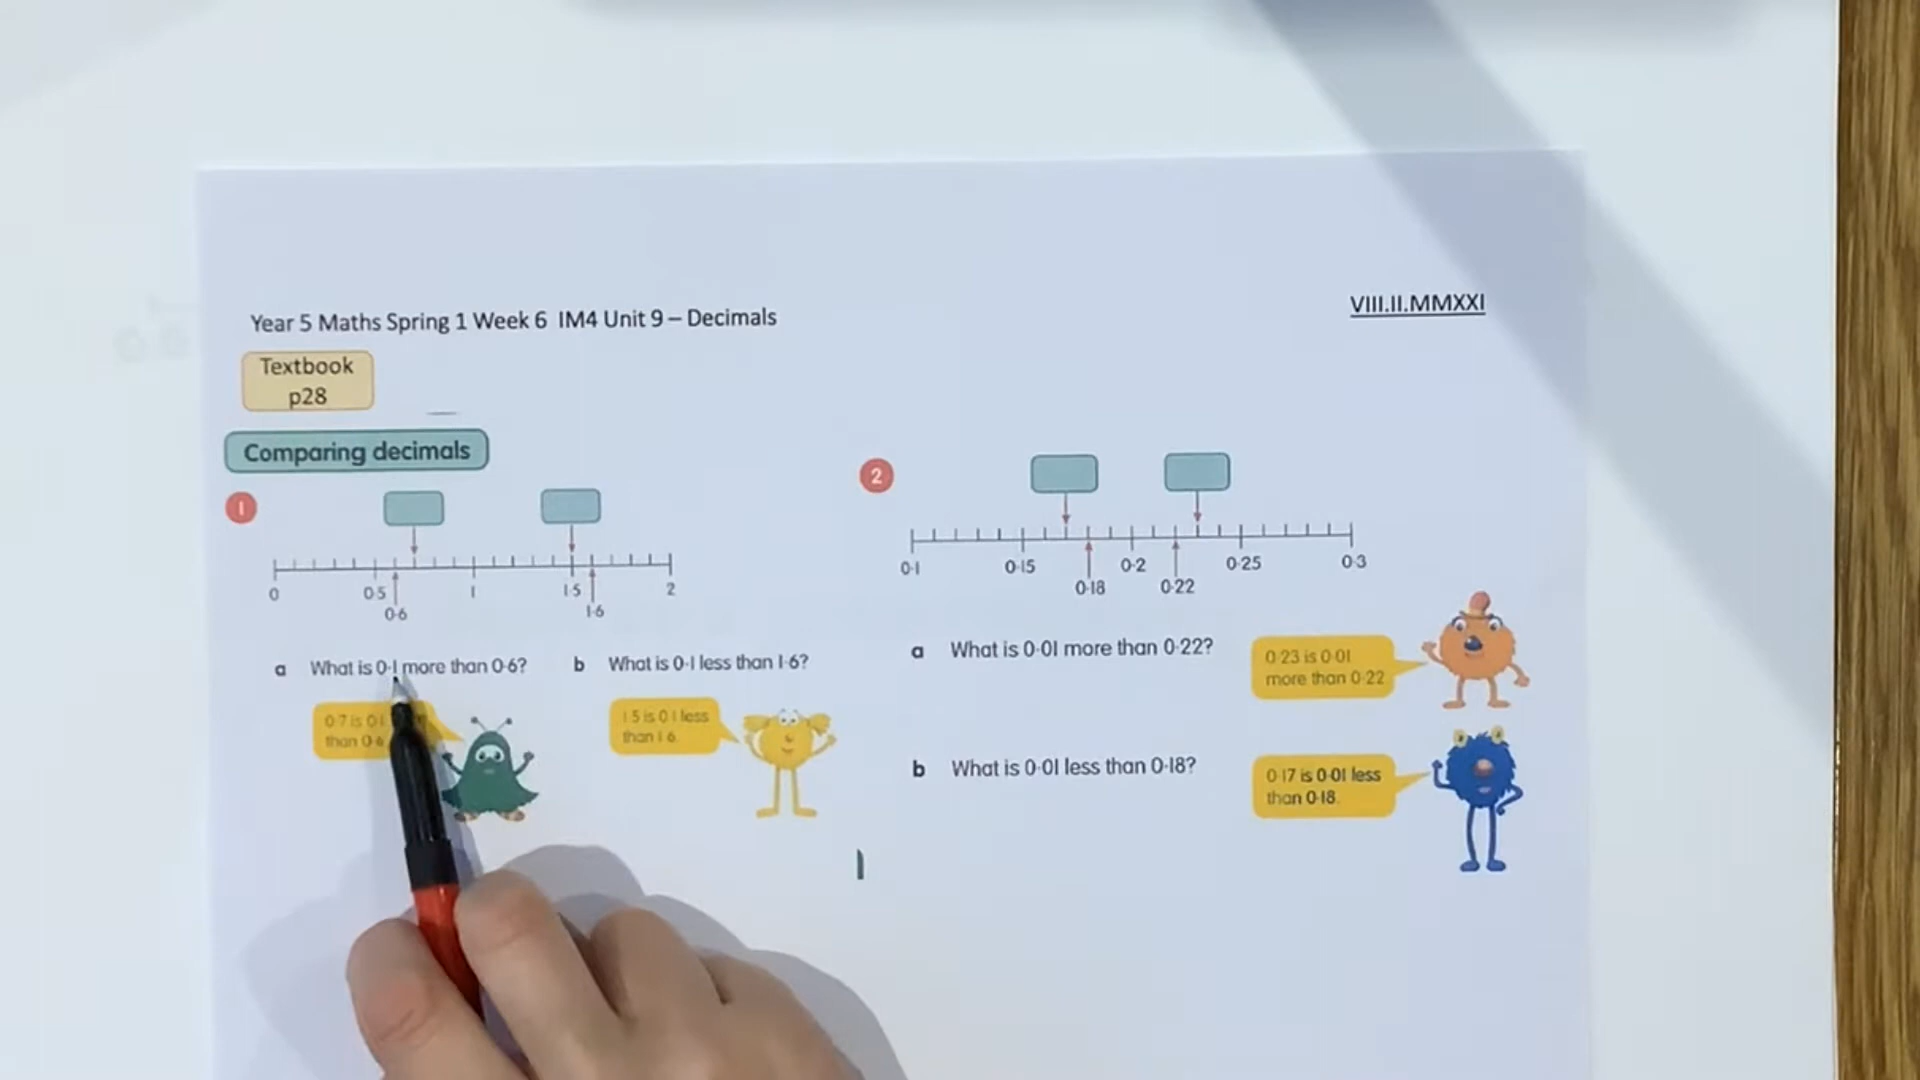 Year 5 Maths Spring 1 Week 6 IM4 Unit 9 – Decimals
VIII.II.MMXXI
Textbook
p28
Comparing decimals
1
0
0·5
1
1·5
2
0·6
1·6
a What is 0·1 more than 0·6?
b What is 0·1 less than 1·6?
0·7 is 0·1
than 0·6
1·5 is 0·1 less
than 1·6.
2
0·1
0·15
0·2
0·25
0·3
0·18
0·22
a What is 0·01 more than 0·22?
0·23 is 0·01
more than 0·22
b What is 0·01 less than 0·18?
0·17 is 0·01 less
than 0·18.